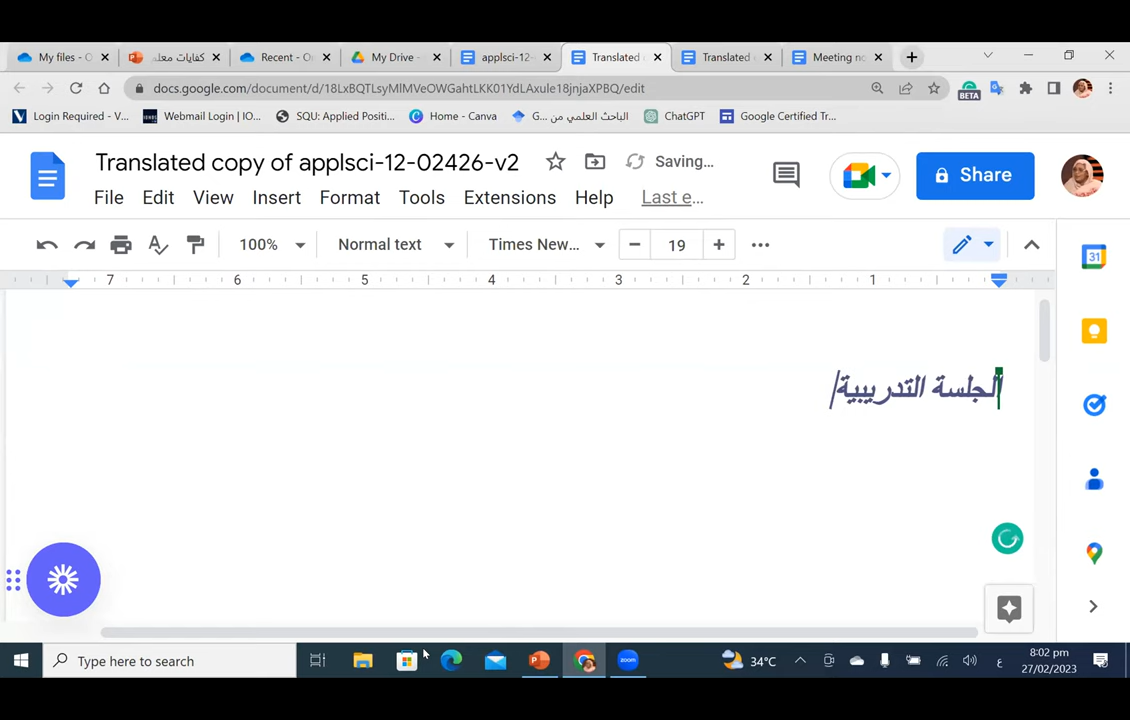 My files - O
كفايات معلم
Recent - On
My Drive -
applsci-12-
Translated
Translated c
Meeting no
docs.google.com/document/d/18LxBQTLsyMlMVeOWGahtLKK01YdLAxule18jnjaXPBQ/edit
BETA
Login Required - V...
Webmail Login | IO...
SQU: Applied Positi...
Home - Canva
الباحث العلمي من G...
ChatGPT
Google Certified Tr...
Translated copy of applsci-12-02426-v2
Saving...
Share
File Edit View Insert Format Tools Extensions Help Last e...
100% Normal text Times New... 19
7 6 5 4 3 2 1
31
الجلسة التدريبية/
Type here to search
zoom
34°C
ع
8:02 pm
27/02/2023